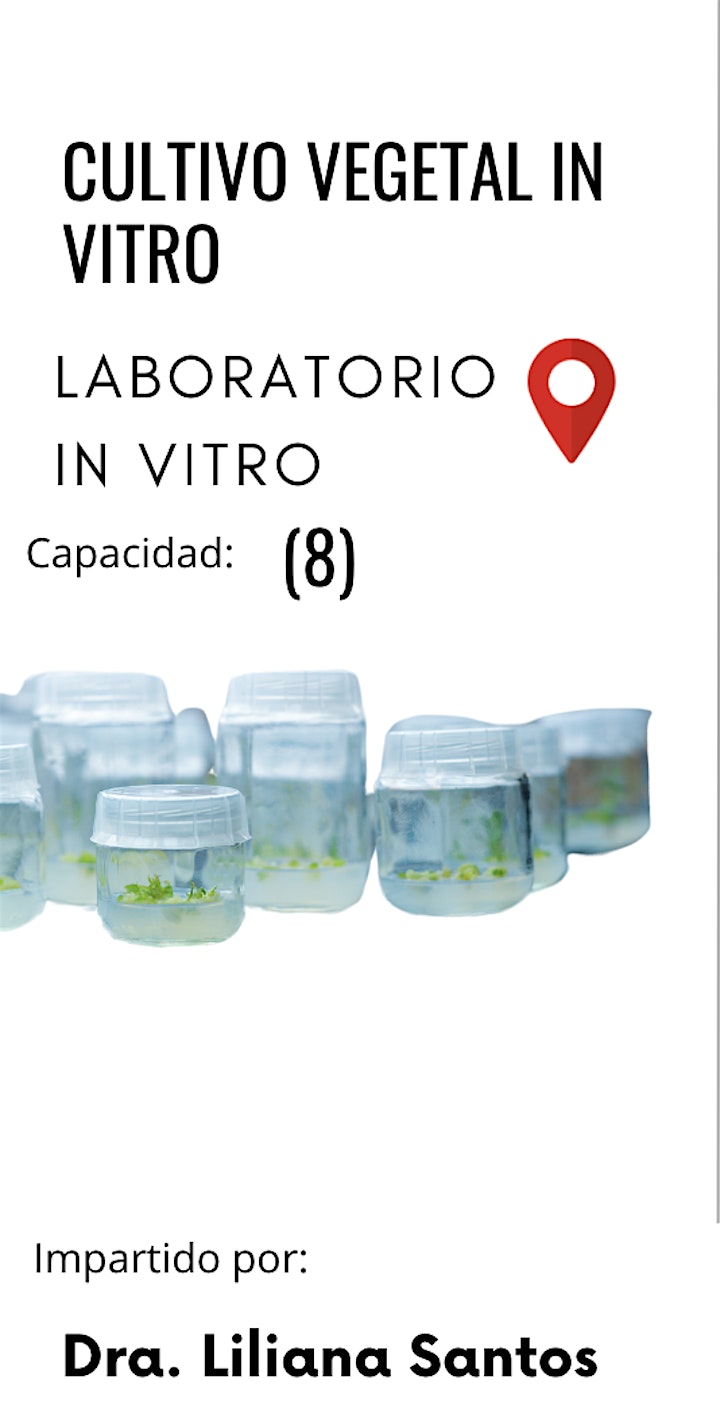 CULTIVO VEGETAL IN
VITRO
LABORATORIO
IN VITRO
Capacidad: (8)
Impartido por:
Dra. Liliana Santos